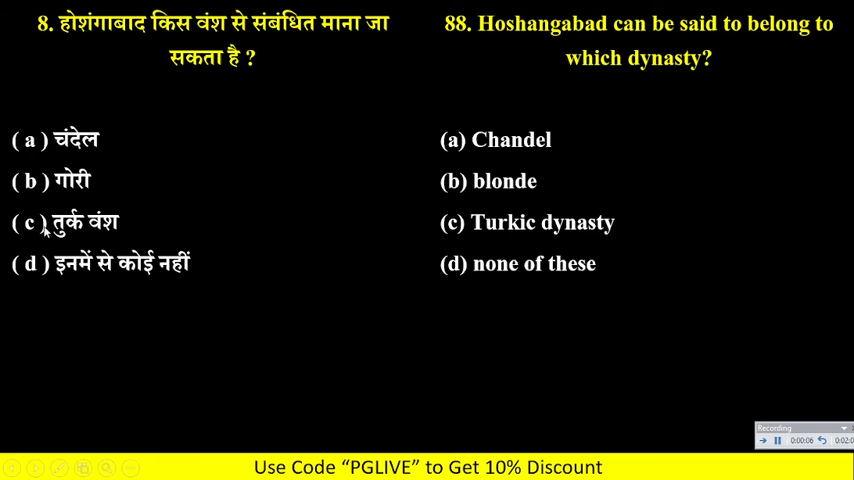 8. होशंगाबाद किस वंश से संबंधित माना जा
सकता है ?
( a ) चंदेल
( b ) गोरी
( c ) तुर्क वंश
( d ) इनमें से कोई नहीं
88. Hoshangabad can be said to belong to
which dynasty?
(a) Chandel
(b) blonde
(c) Turkic dynasty
(d) none of these
Recording
0:00:06
0:02:0
Use Code “PGLIVE” to Get 10% Discount